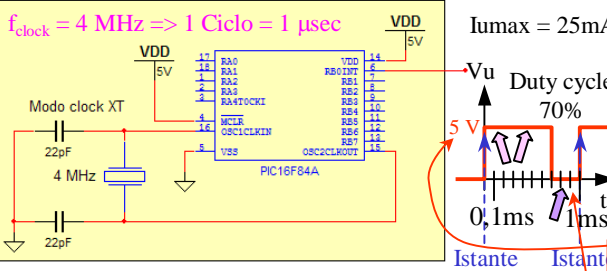 f clock = 4 MHz => 1 Ciclo = 1 μsec
VDD
5V
VDD
5V
Modo clock XT
22pF
4 MHz
22pF
17 RA0
18 RA1
1 RA2
2 RA3
3 RA4T0CKI
4 MCLR
16 OSC1CLKIN
5 VSS
VDD 14
RB0INT 6
RB1 7
RB2 8
RB3 9
RB4 10
RB5 11
RB6 12
RB7 13
OSC2CLKOUT 15
PIC16F84A
Iumax = 25mA
Vu
Duty cycle
70%
5 V
t
0,1ms
1ms
Istante
Istant